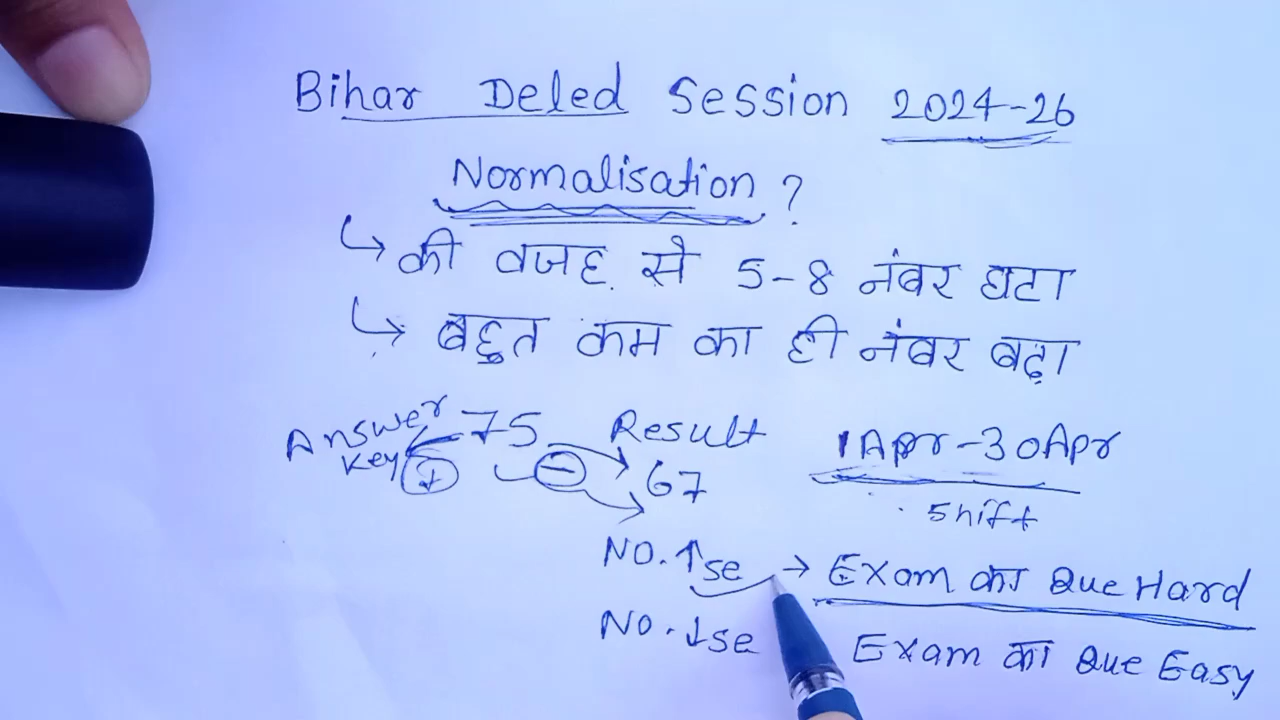 Bihar Deled Session 2024-26
Normalisation ?
↳ की वजह से 5-8 नंबर घटा
↳ बहुत कम का ही नंबर बढ़ा
Answer Key 75 Result
+ - 67
1Apr-30Apr
Shift
NO.↑se → Exam का Que Hard
NO.↓se Exam का Que Easy